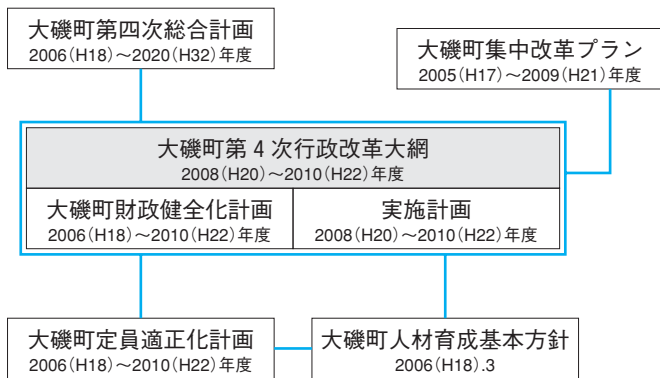 大磯町第四次総合計画
2006(H18)～2020(H32)年度
大磯町集中改革プラン
2005(H17)～2009(H21)年度
大磯町第4次行政改革大綱
2008(H20)～2010(H22)年度
大磯町財政健全化計画
2006(H18)～2010(H22)年度
実施計画
2008(H20)～2010(H22)年度
大磯町定員適正化計画
2006(H18)～2010(H22)年度
大磯町人材育成基本方針
2006(H18).3